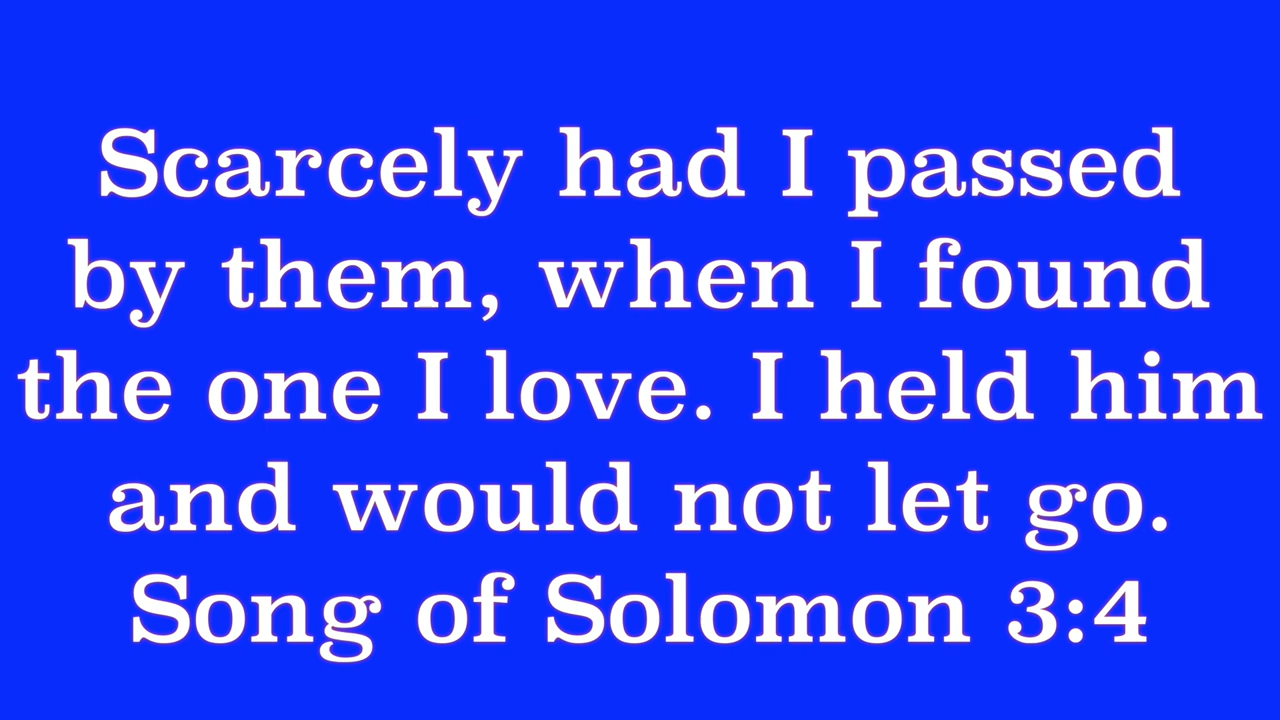 Scarcely had I passed
by them, when I found
the one I love. I held him
and would not let go.
Song of Solomon 3:4